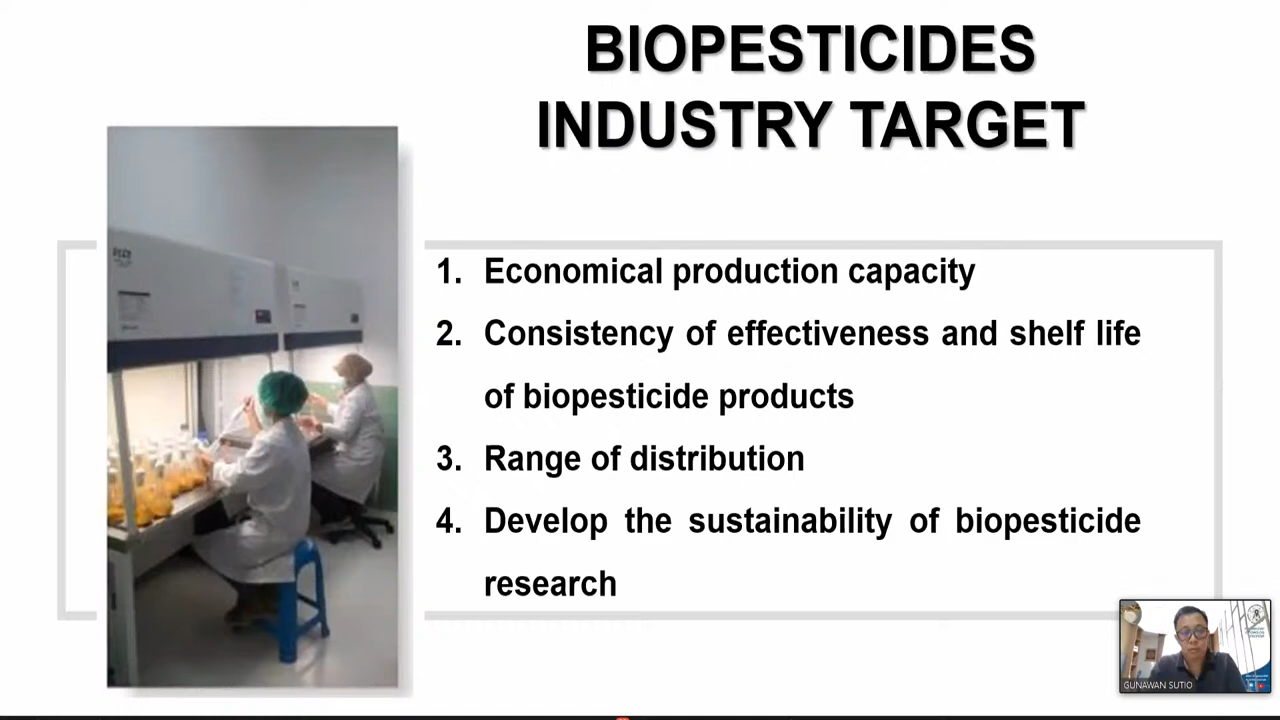 BIOPESTICIDES
INDUSTRY TARGET
1. Economical production capacity
2. Consistency of effectiveness and shelf life
of biopesticide products
3. Range of distribution
4. Develop the sustainability of biopesticide
research
GUNAWAN SUTIO